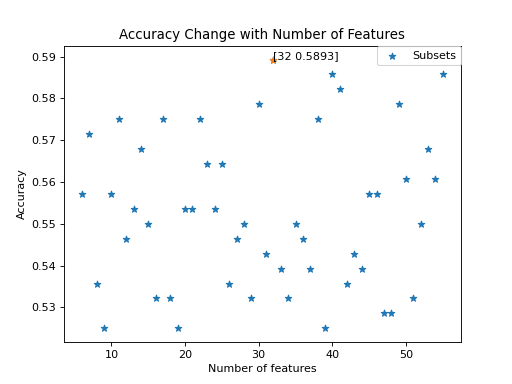 Accuracy Change with Number of Features
[32 0.5893]
Subsets
0.59
0.58
0.57
0.56
0.55
0.54
0.53
Accuracy
10 20 30 40 50
Number of features